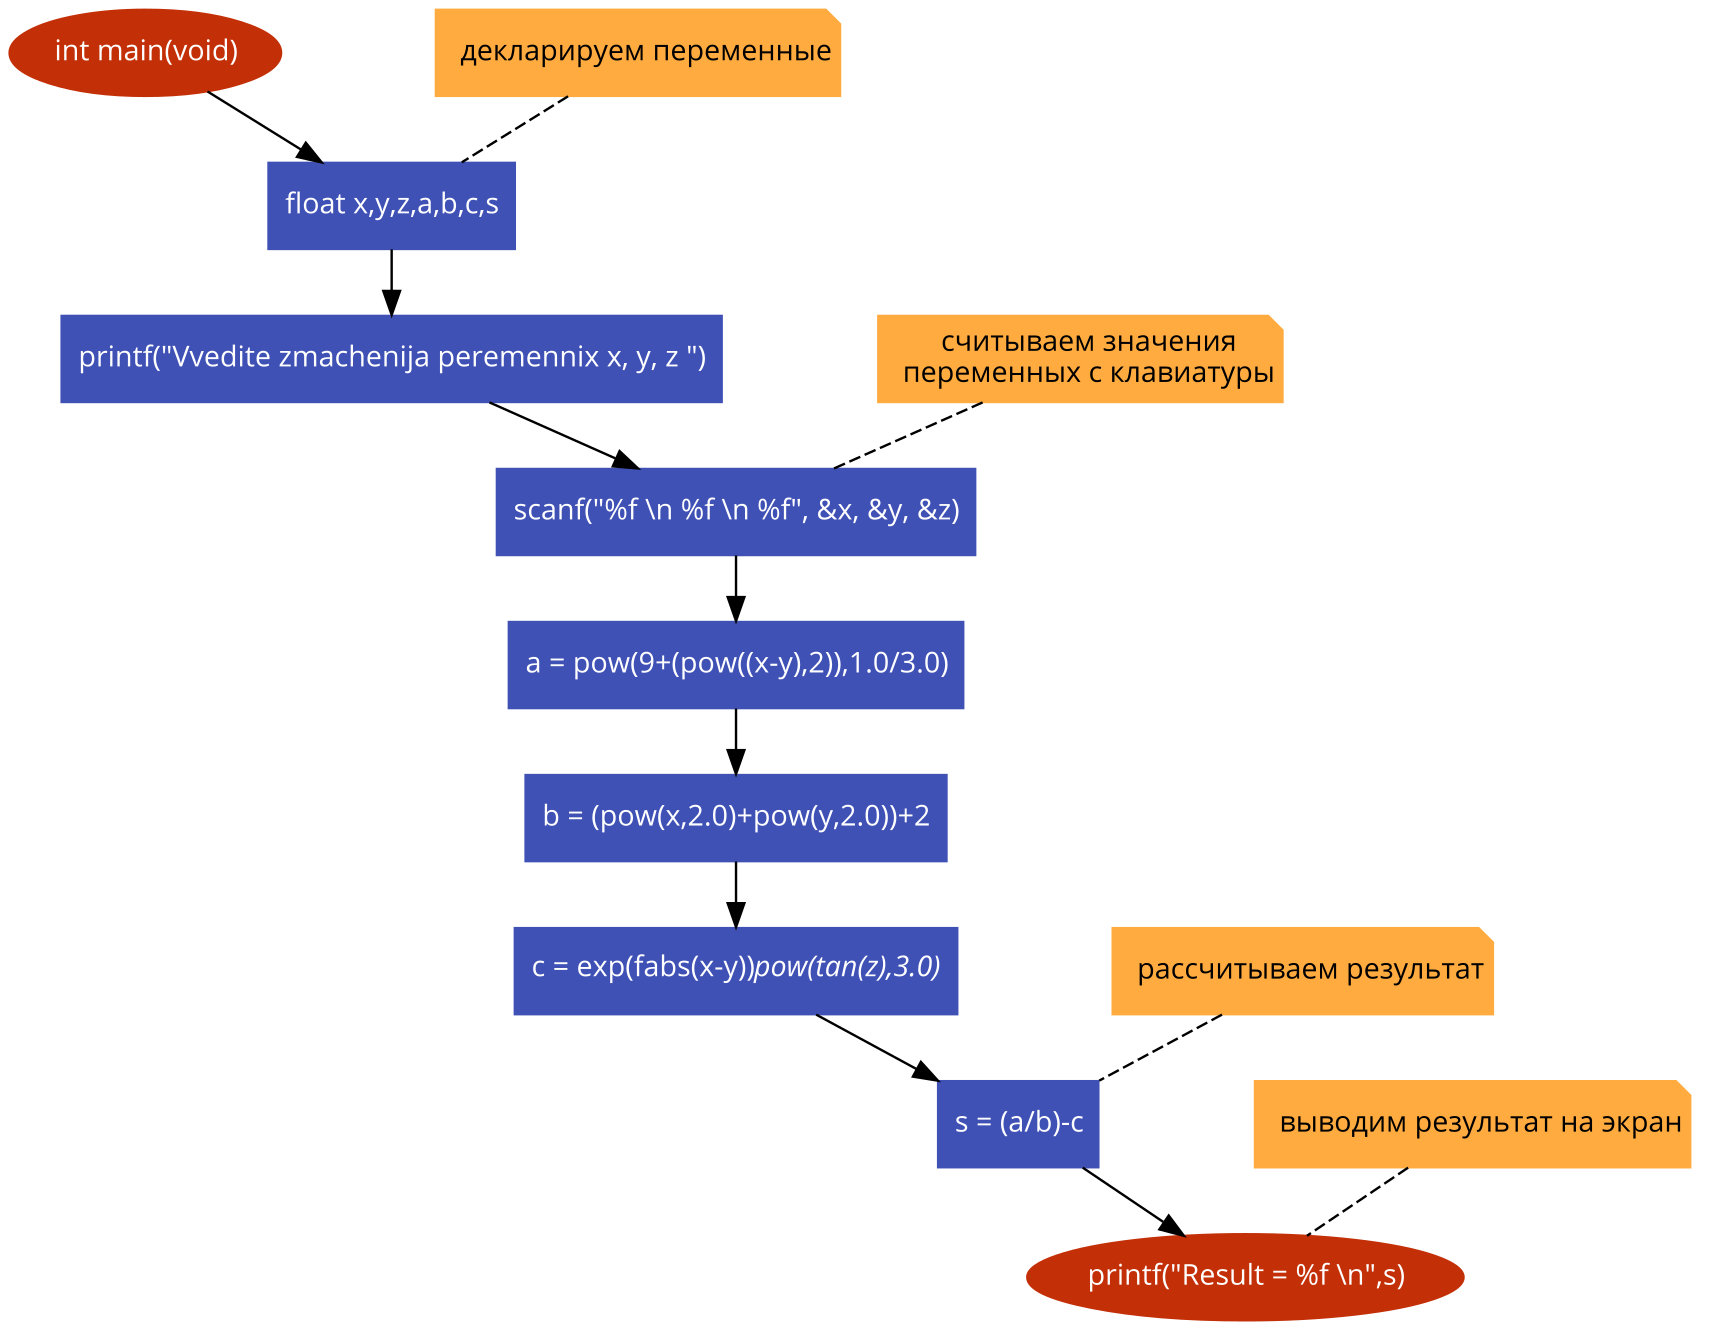 int main(void)
декларируем переменные
float x,y,z,a,b,c,s
printf("Vvedite zmachenija peremennix x, y, z ")
считываем значения
переменных с клавиатуры
scanf("%f \n %f \n %f", &x, &y, &z)
a = pow(9+(pow((x-y),2)),1.0/3.0)
b = (pow(x,2.0)+pow(y,2.0))+2
c = exp(fabs(x-y))pow(tan(z),3.0)
рассчитываем результат
s = (a/b)-c
выводим результат на экран
printf("Result = %f \n",s)